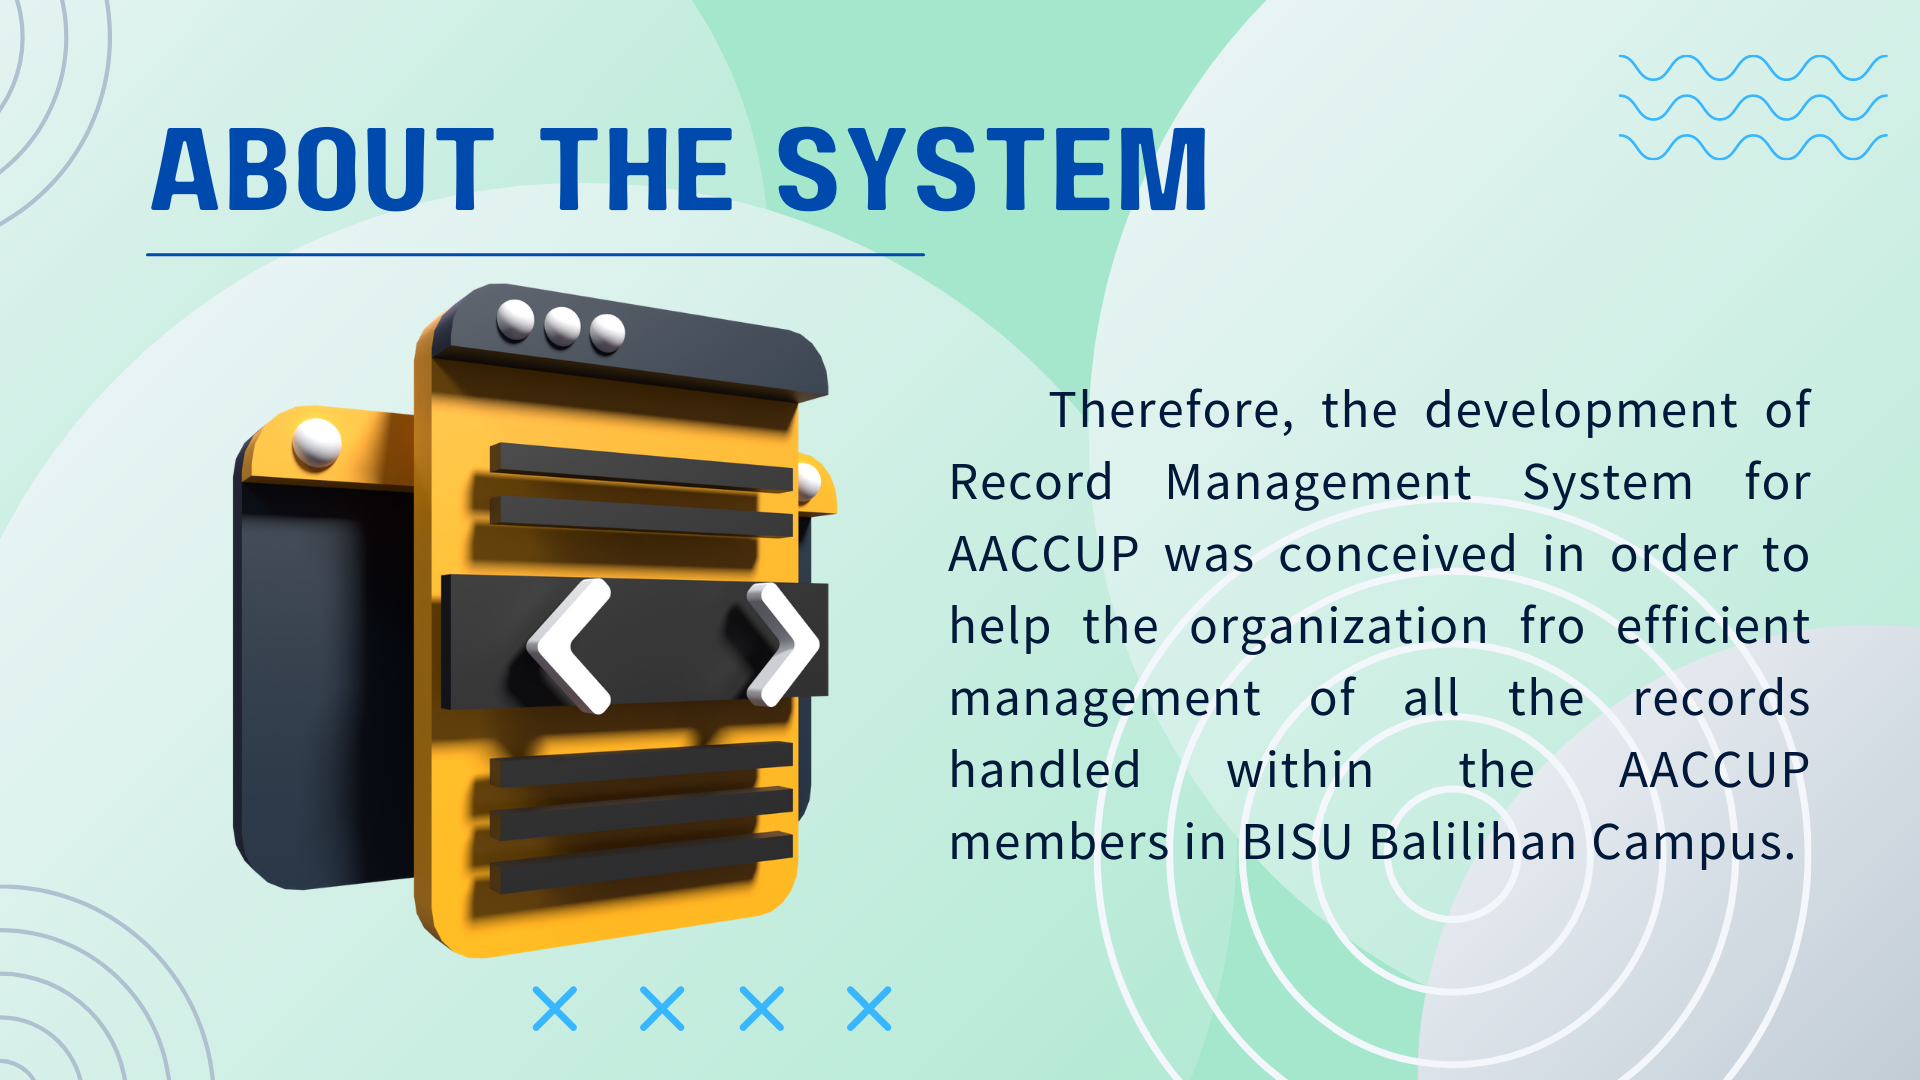 ABOUT THE SYSTEM
Therefore, the development of
Record Management System for
AACCUP was conceived in order to
help the organization fro efficient
management of all the records
handled within the AACCUP
members in BISU Balilihan Campus.